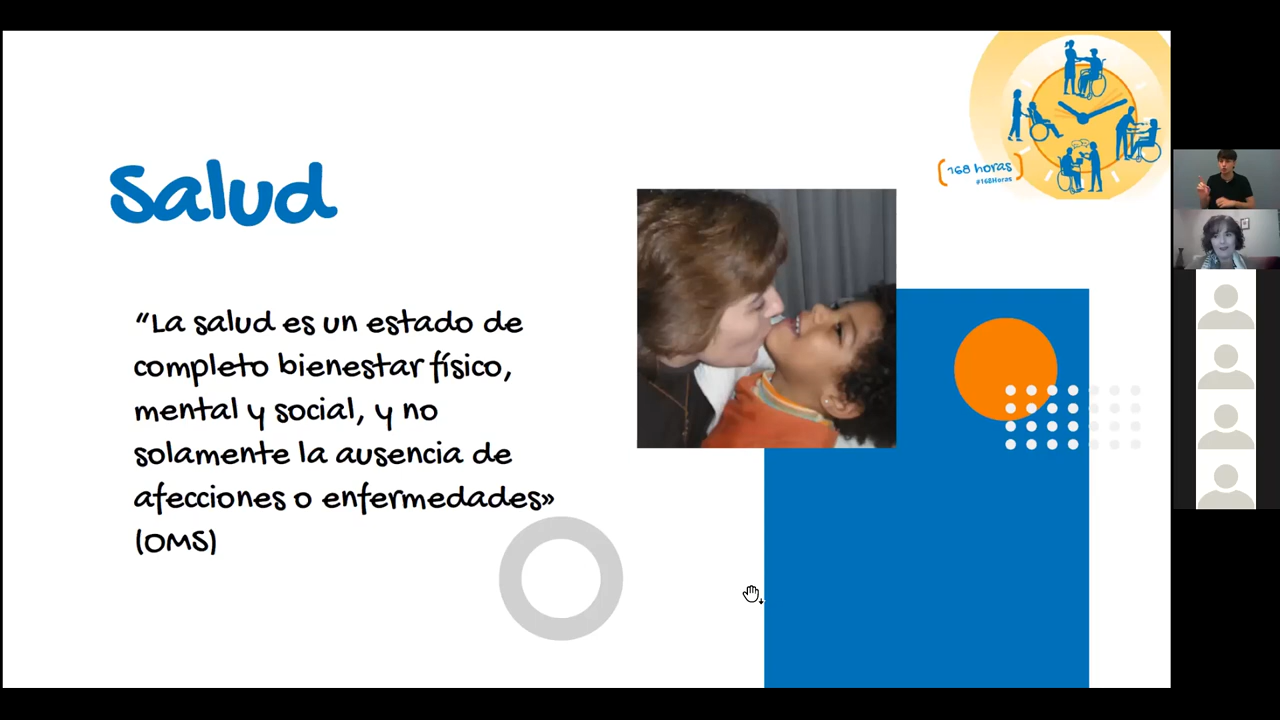 salud
“La salud es un estado de
completo bienestar físico,
mental y social, y no
solamente la ausencia de
afecciones o enfermedades»
(OMS)
168 horas
#168Horas